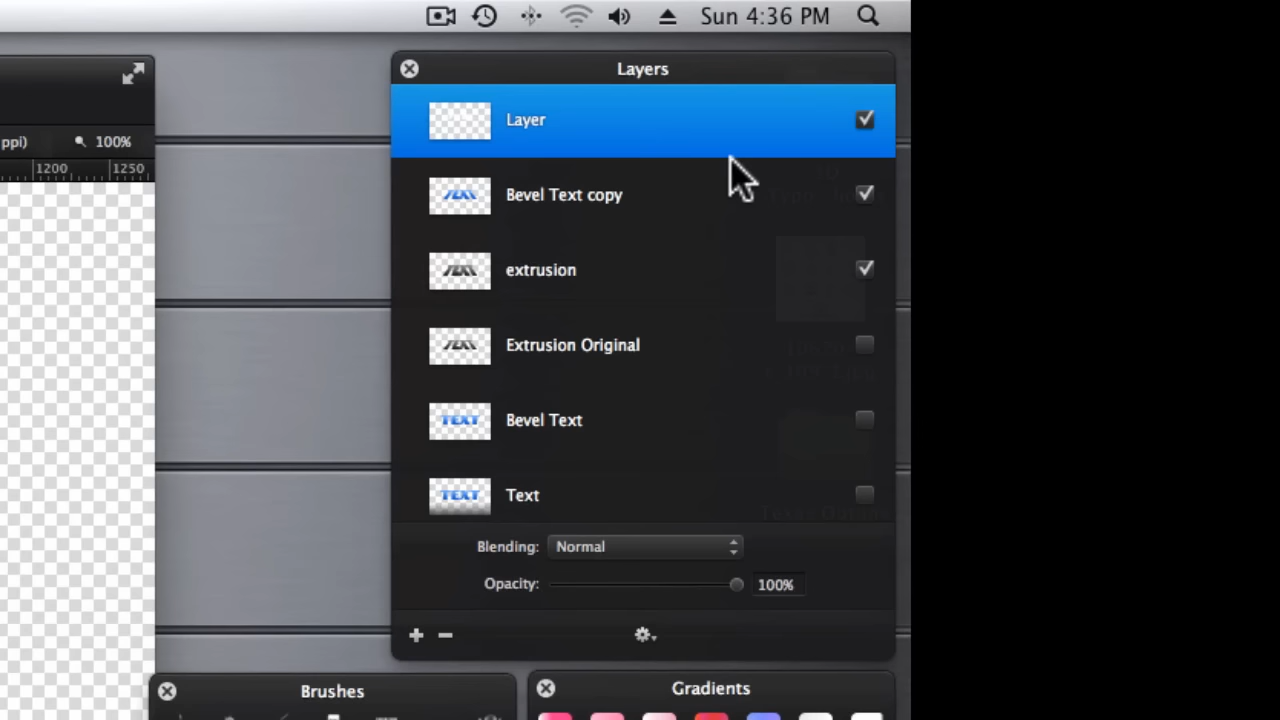 Sun 4:36 PM
Layers
ppi) 100%
1200 1250
Layer
Bevel Text copy
extrusion
Extrusion Original
Bevel Text
Text
Blending: Normal
Opacity: 100%
Brushes
Gradients